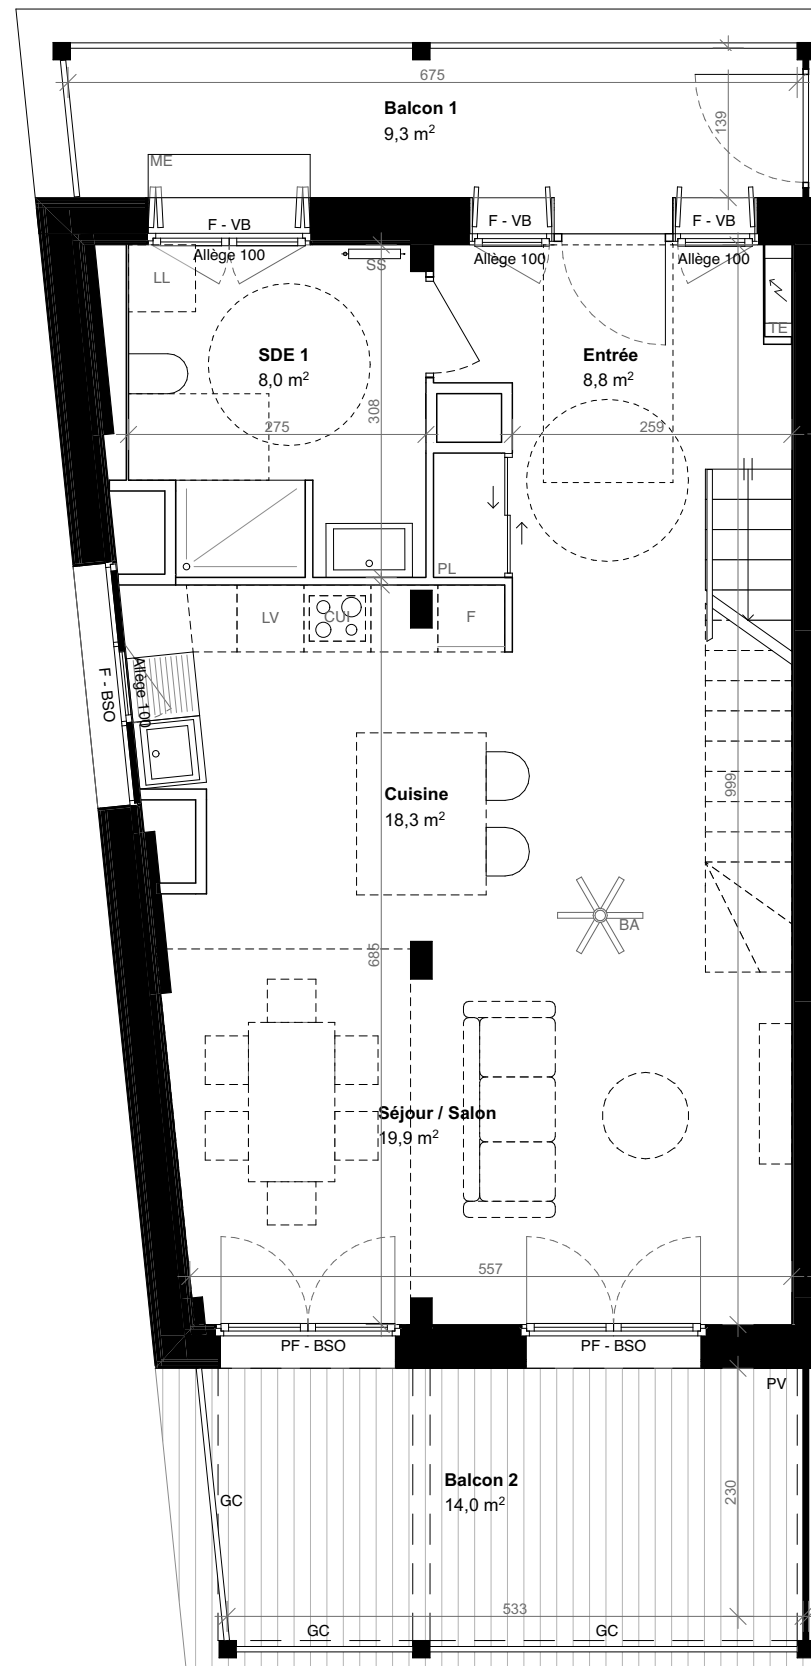 675
Balcon 1
9,3 m²
139
ME
F - VB
F - VB
F - VB
Allège 100
Allège 100
Allège 100
SS
LL
TE
SDE 1
8,0 m²
Entrée
8,8 m²
308
275
259
PL
LV
CUI
F
F - BSO
Allège 100
Cuisine
18,3 m²
999
BA
685
Séjour / Salon
19,9 m²
557
PF - BSO
PF - BSO
PV
Balcon 2
14,0 m²
230
GC
533
GC
GC